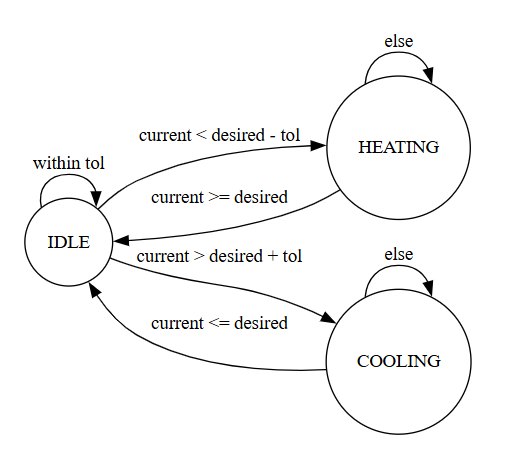 else
current < desired - tol
HEATING
within tol
current >= desired
IDLE
current > desired + tol
else
current <= desired
COOLING